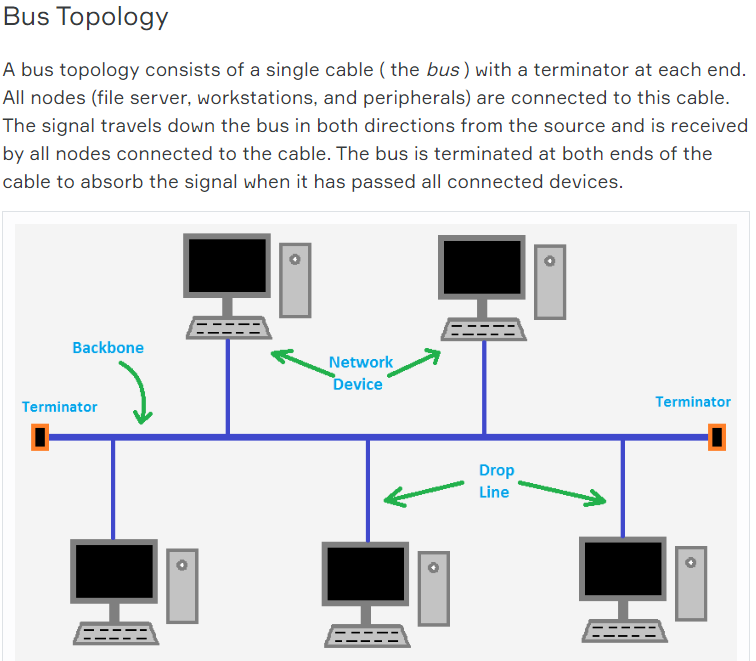 Bus Topology
A bus topology consists of a single cable ( the bus ) with a terminator at each end.
All nodes (file server, workstations, and peripherals) are connected to this cable.
The signal travels down the bus in both directions from the source and is received
by all nodes connected to the cable. The bus is terminated at both ends of the
cable to absorb the signal when it has passed all connected devices.
Backbone
Network
Device
Terminator
Terminator
Drop
Line